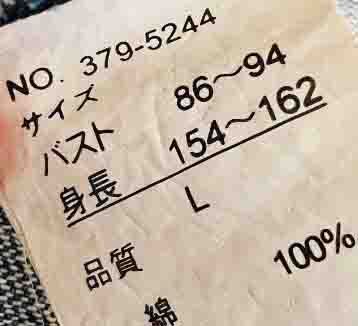 NO. 379-5244
サイズ
バスト 86〜94
身長 154〜162
L
品質
綿 100%